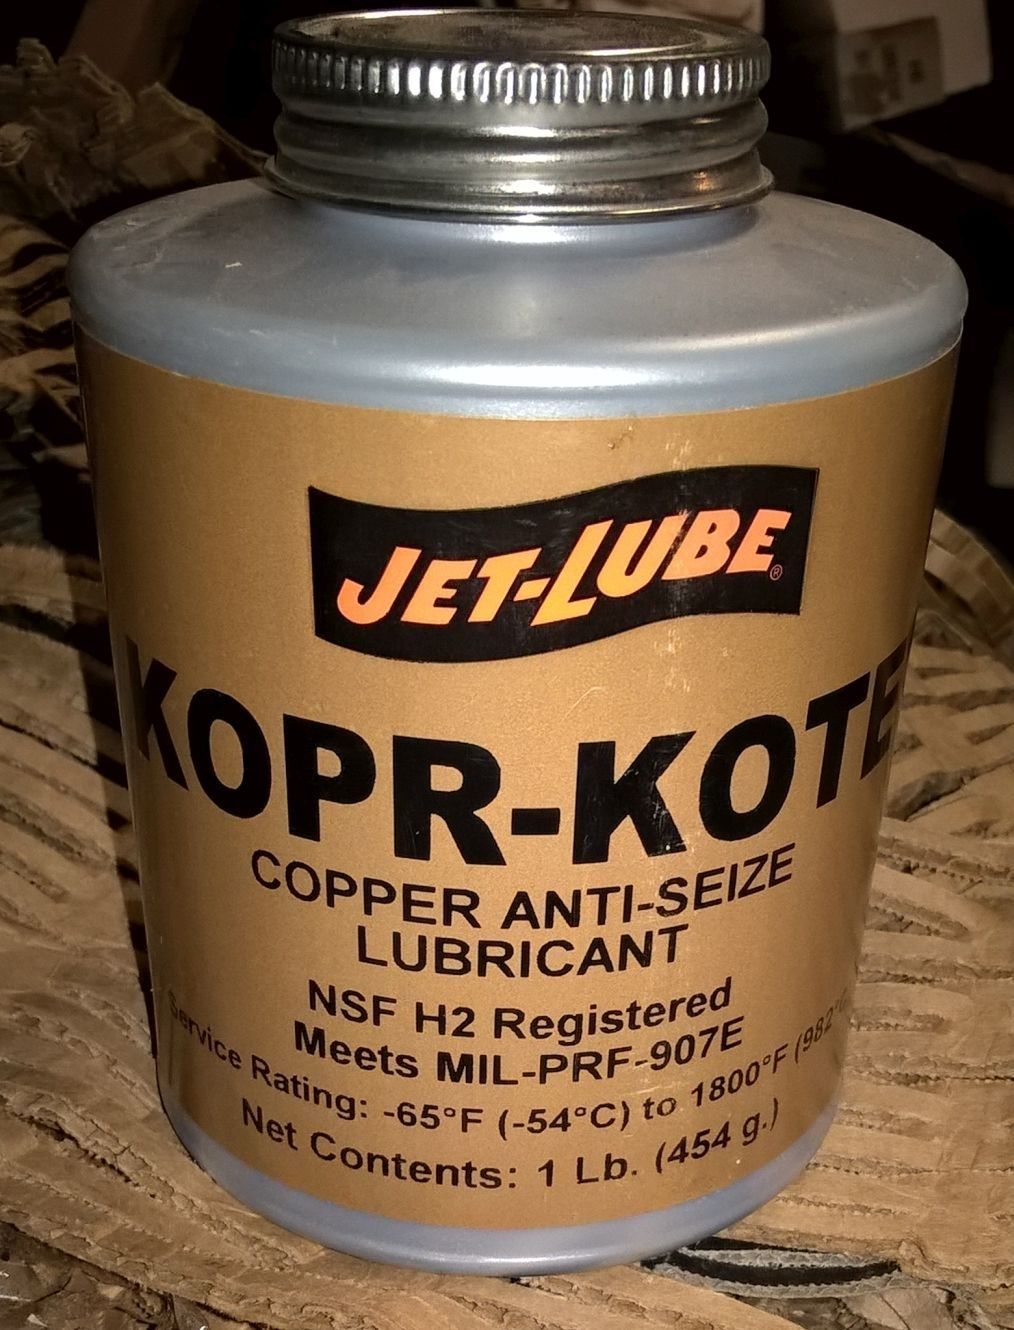 JET-LUBE®
KOPR-KOTE
COPPER ANTI-SEIZE
LUBRICANT
NSF H2 Registered
Meets MIL-PRF-907E
Service Rating: -65°F (-54°C) to 1800°F (982°
Net Contents: 1 Lb. (454 g.)